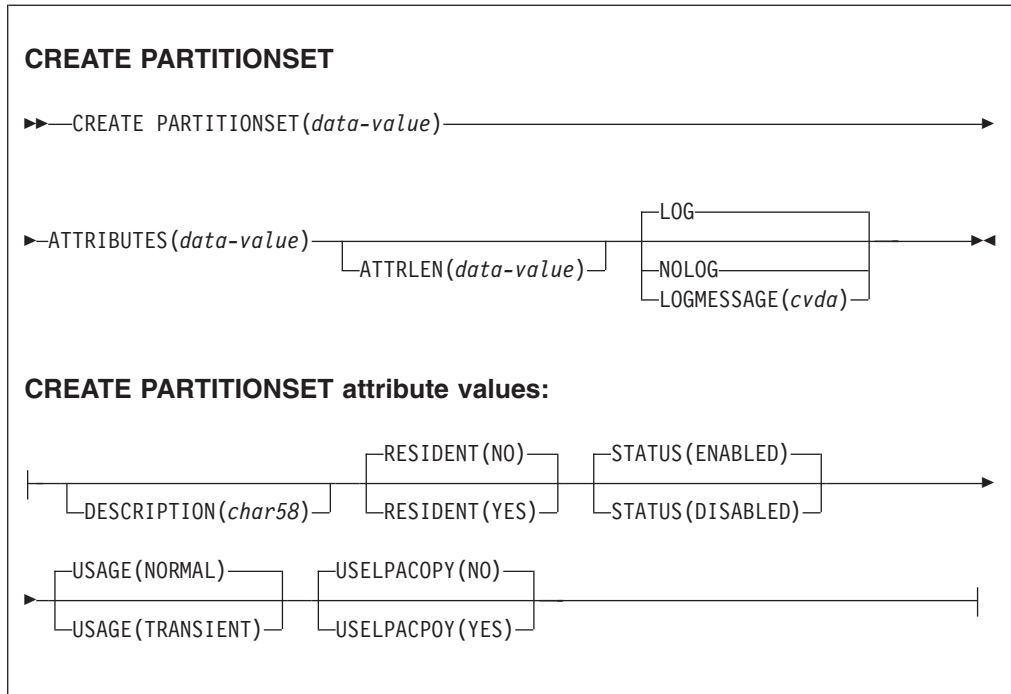 CREATE PARTITIONSET
CREATE PARTITIONSET(data-value)
LOG
ATTRIBUTES(data-value)
ATTRLEN(data-value)
NOLOG
LOGMESSAGE(cvda)
CREATE PARTITIONSET attribute values:
RESIDENT(NO) STATUS(ENABLED)
DESCRIPTION(char58) RESIDENT(YES) STATUS(DISABLED)
USAGE(NORMAL) USELPACOPY(NO)
USAGE(TRANSIENT) USELPACPOY(YES)